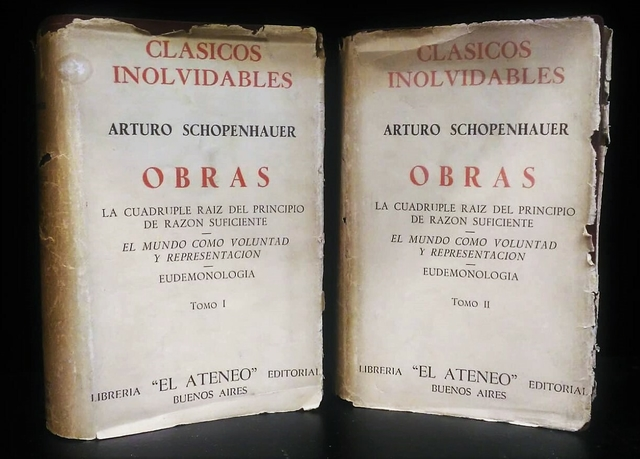 CLASICOS
INOLVIDABLES
ARTURO SCHOPENHAUER
OBRAS
LA CUADRUPLE RAIZ DEL PRINCIPIO
DE RAZON SUFICIENTE
EL MUNDO COMO VOLUNTAD
Y REPRESENTACION
EUDEMONOLOGIA
TOMO I
LIBRERIA "EL ATENEO" EDITORIAL
BUENOS AIRES
CLASICOS
INOLVIDABLES
ARTURO SCHOPENHAUER
OBRAS
LA CUADRUPLE RAIZ DEL PRINCIPIO
DE RAZON SUFICIENTE
EL MUNDO COMO VOLUNTAD
Y REPRESENTACION
EUDEMONOLOGIA
TOMO II
LIBRERIA "EL ATENEO" EDITORIAL
BUENOS AIRES